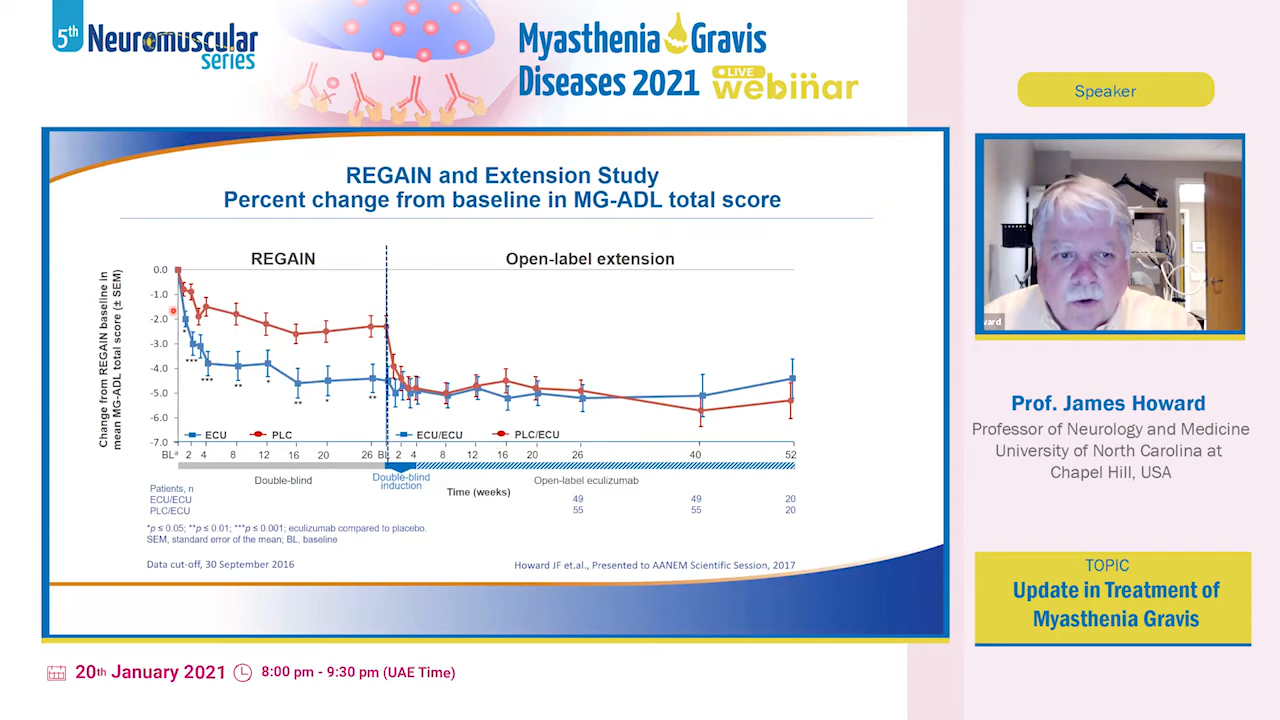 5th Neuromuscular
series
Myasthenia Gravis
Diseases 2021 LIVE webinar
Speaker
REGAIN and Extension Study
Percent change from baseline in MG-ADL total score
Change from REGAIN baseline in
mean MG-ADL total score (± SEM)
REGAIN
Open-label extension
0.0
-1.0
-2.0
-3.0
-4.0
-5.0
-6.0
-7.0
***
***
**
*
**
*
**
ECU PLC
ECU/ECU PLC/ECU
BLª 2 4 8 12 16 20 26 BL 2 4 8 12 16 20 26 40 52
Double-blind
Double-blind
induction
Open-label eculizumab
Time (weeks)
Patients, n
ECU/ECU 49 49 20
PLC/ECU 55 55 20
*p ≤ 0.05; **p ≤ 0.01; ***p ≤ 0.001; eculizumab compared to placebo.
SEM, standard error of the mean; BL, baseline
Data cut-off, 30 September 2016
Howard JF et.al., Presented to AANEM Scientific Session, 2017
ward
Prof. James Howard
Professor of Neurology and Medicine
University of North Carolina at
Chapel Hill, USA
TOPIC
Update in Treatment of
Myasthenia Gravis
20th January 2021 8:00 pm - 9:30 pm (UAE Time)